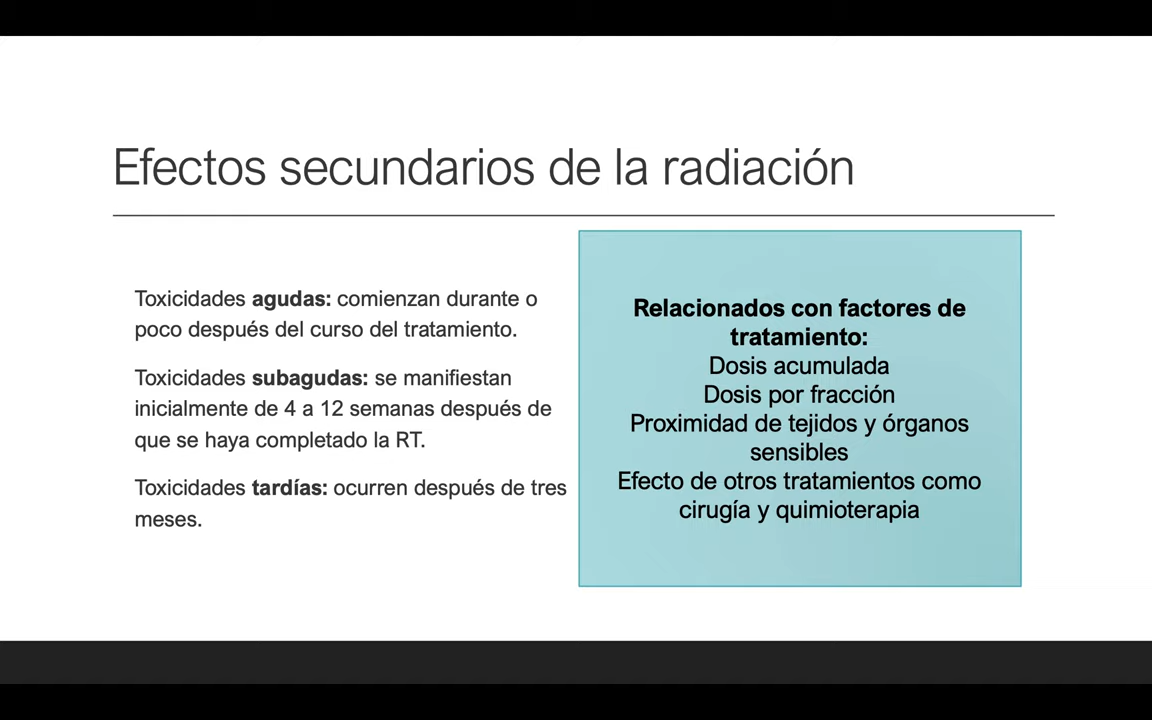 Efectos secundarios de la radiación
Toxicidades agudas: comienzan durante o
poco después del curso del tratamiento.
Toxicidades subagudas: se manifiestan
inicialmente de 4 a 12 semanas después de
que se haya completado la RT.
Toxicidades tardías: ocurren después de tres
meses.
Relacionados con factores de
tratamiento:
Dosis acumulada
Dosis por fracción
Proximidad de tejidos y órganos
sensibles
Efecto de otros tratamientos como
cirugía y quimioterapia